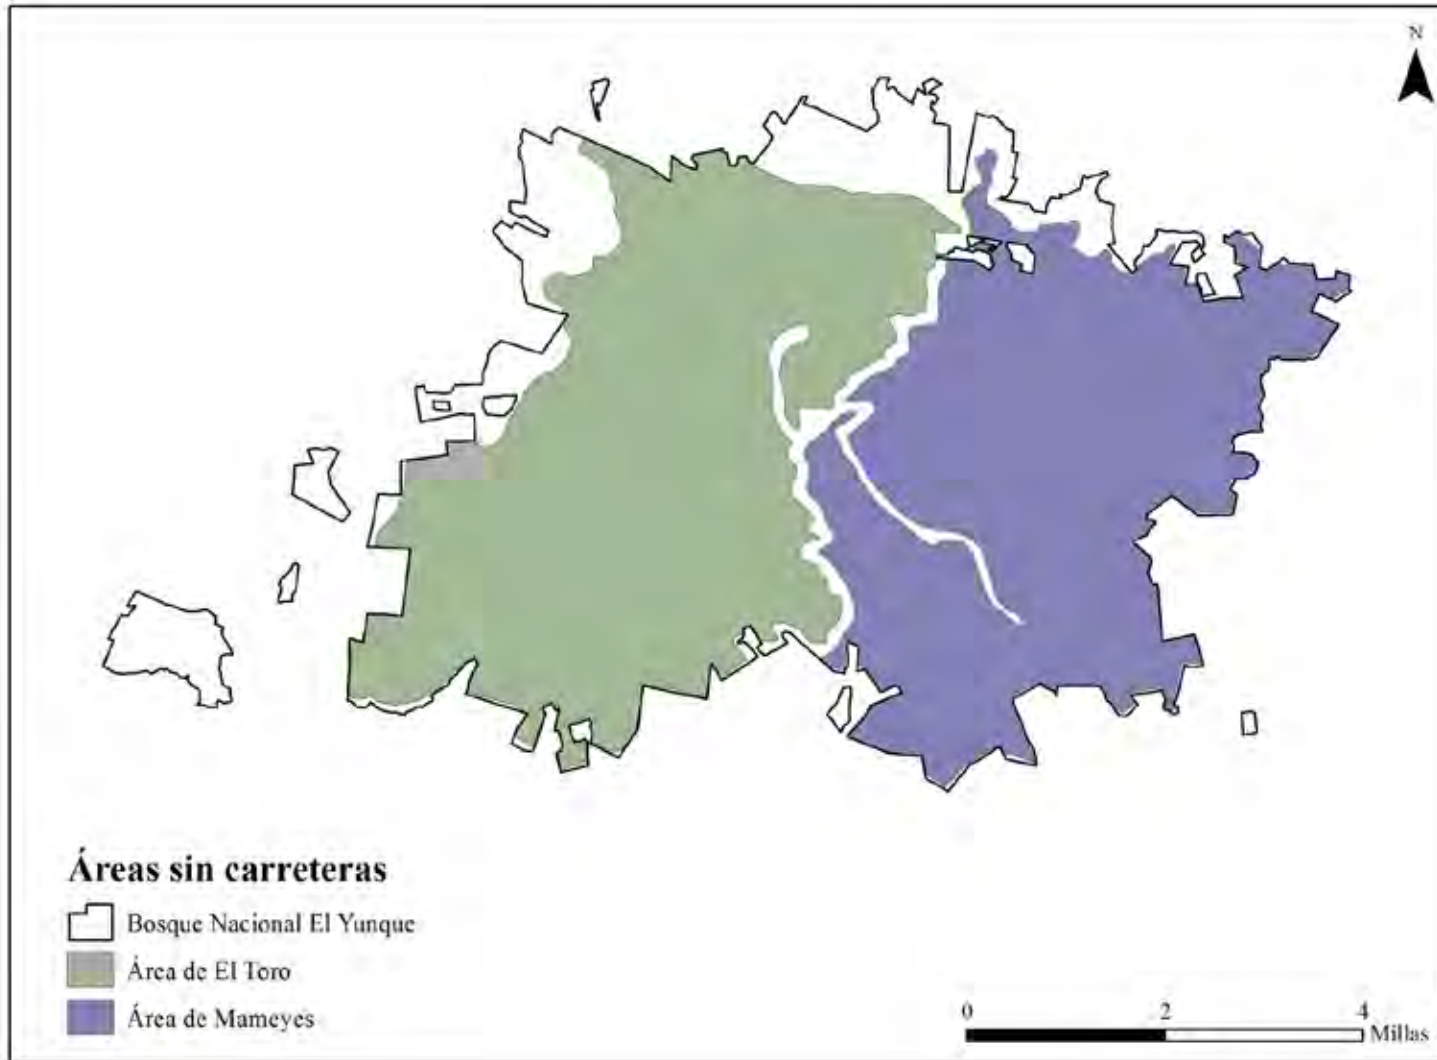 N
Áreas sin carreteras
Bosque Nacional El Yunque
Área de El Toro
Área de Mameyes
0 2 4
Millas